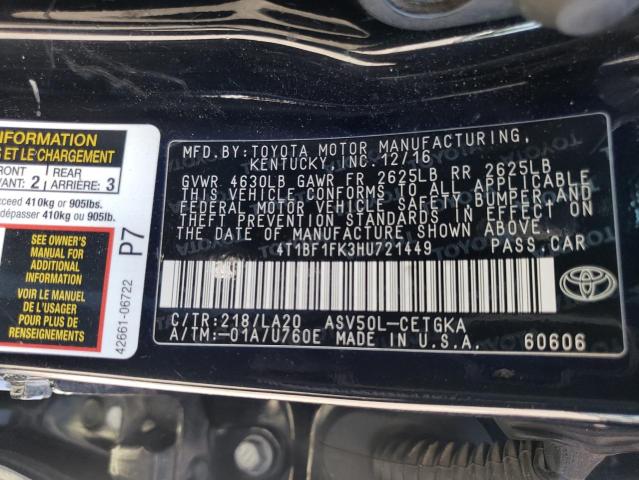 INFORMATION
ET LE CHARGEMENT
FRONT
REAR
2
ARRIÈRE: 3
exceed 410kg or 905lbs.
dépasser 410kg ou 905lb.
SEE OWNER'S
MANUAL FOR
ADDITIONAL
INFORMATION
VOIR LE MANUEL
DE L'USAGER
POUR PLUS DE
RENSEIGNEMENTS
P7
42661-06722
MFD.BY:TOYOTA MOTOR MANUFACTURING,
KENTUCKY, INC.12/16
GVWR 4630LB GAWR FR 2625LB RR 2625LB
THIS VEHICLE CONFORMS TO ALL APPLICABLE
FEDERAL MOTOR VEHICLE SAFETY,BUMPER,AND
THEFT PREVENTION STANDARDS IN EFFECT ON
THE DATE OF MANUFACTURE SHOWN ABOVE.
4T1BF1FK3HU721449 PASS.CAR
C/TR:218/LA20 ASV50L-CETGKA
A/TM:-01A/U760E MADE IN U.S.A. 60606
TOYOTA